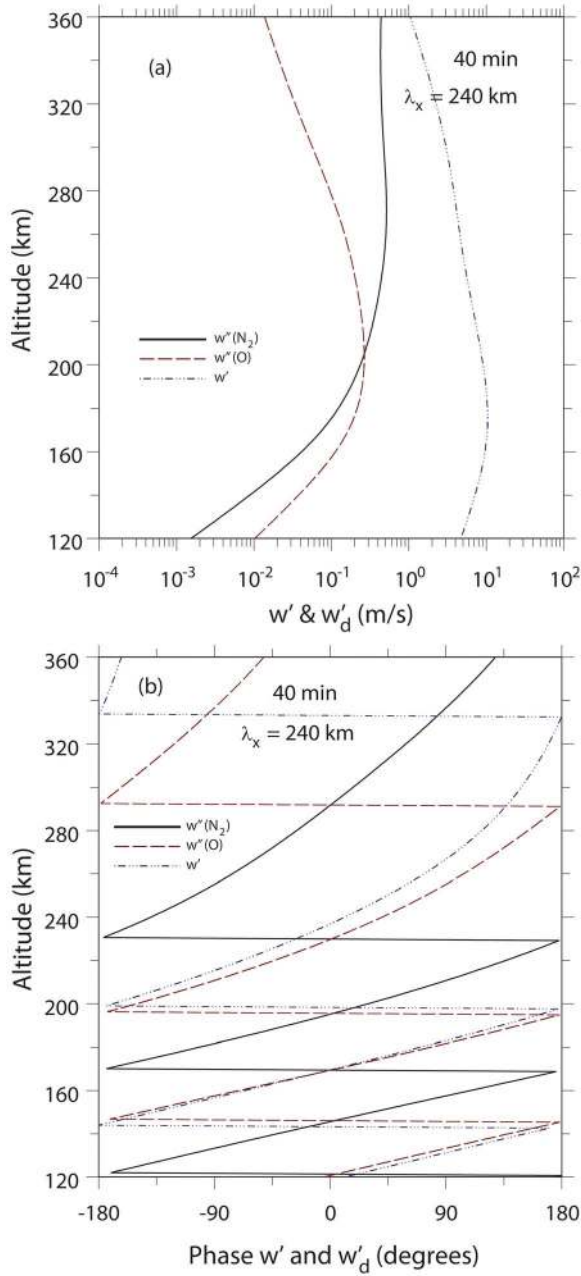 360
320
280
240
200
160
120
Altitude (km)
(a)
40 min
λx = 240 km
w"(N2)
w"(O)
w'
10-4
10-3
10-2
10-1
100
101
102
w' & w'd (m/s)
360
320
280
230
200
160
120
Altitude (km)
(b)
40 min
λx = 240 km
w"(N2)
w"(O)
w'
-180
-90
0
90
180
Phase w' and w'd (degrees)